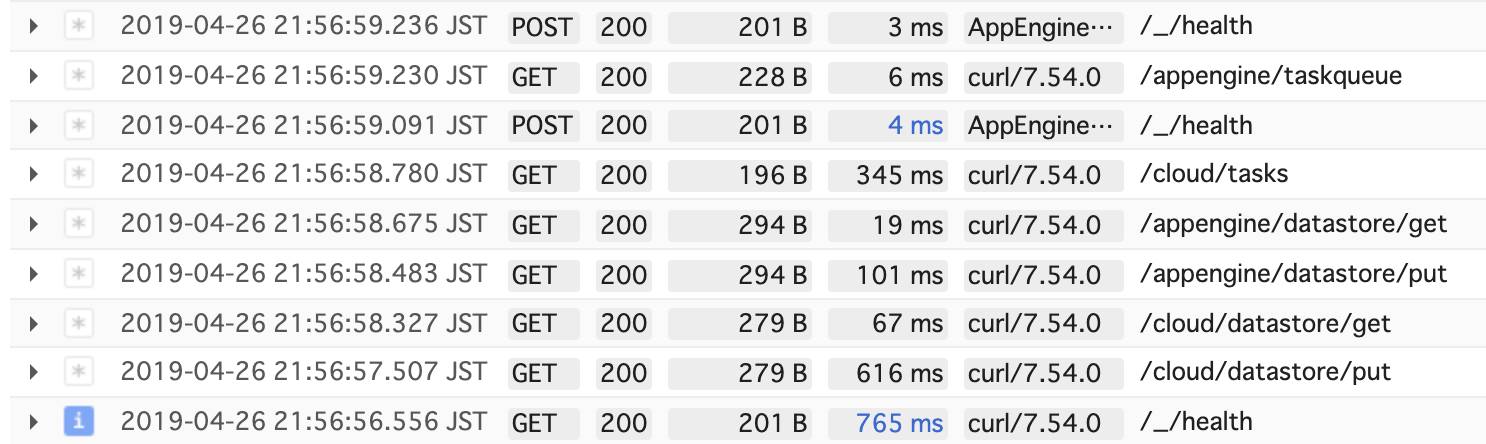 2019-04-26 21:56:59.236 JST POST 200 201 B 3 ms AppEngine··· /_/health
2019-04-26 21:56:59.230 JST GET 200 228 B 6 ms curl/7.54.0 /appengine/taskqueue
2019-04-26 21:56:59.091 JST POST 200 201 B 4 ms AppEngine··· /_/health
2019-04-26 21:56:58.780 JST GET 200 196 B 345 ms curl/7.54.0 /cloud/tasks
2019-04-26 21:56:58.675 JST GET 200 294 B 19 ms curl/7.54.0 /appengine/datastore/get
2019-04-26 21:56:58.483 JST GET 200 294 B 101 ms curl/7.54.0 /appengine/datastore/put
2019-04-26 21:56:58.327 JST GET 200 279 B 67 ms curl/7.54.0 /cloud/datastore/get
2019-04-26 21:56:57.507 JST GET 200 279 B 616 ms curl/7.54.0 /cloud/datastore/put
i 2019-04-26 21:56:56.556 JST GET 200 201 B 765 ms curl/7.54.0 /_/health